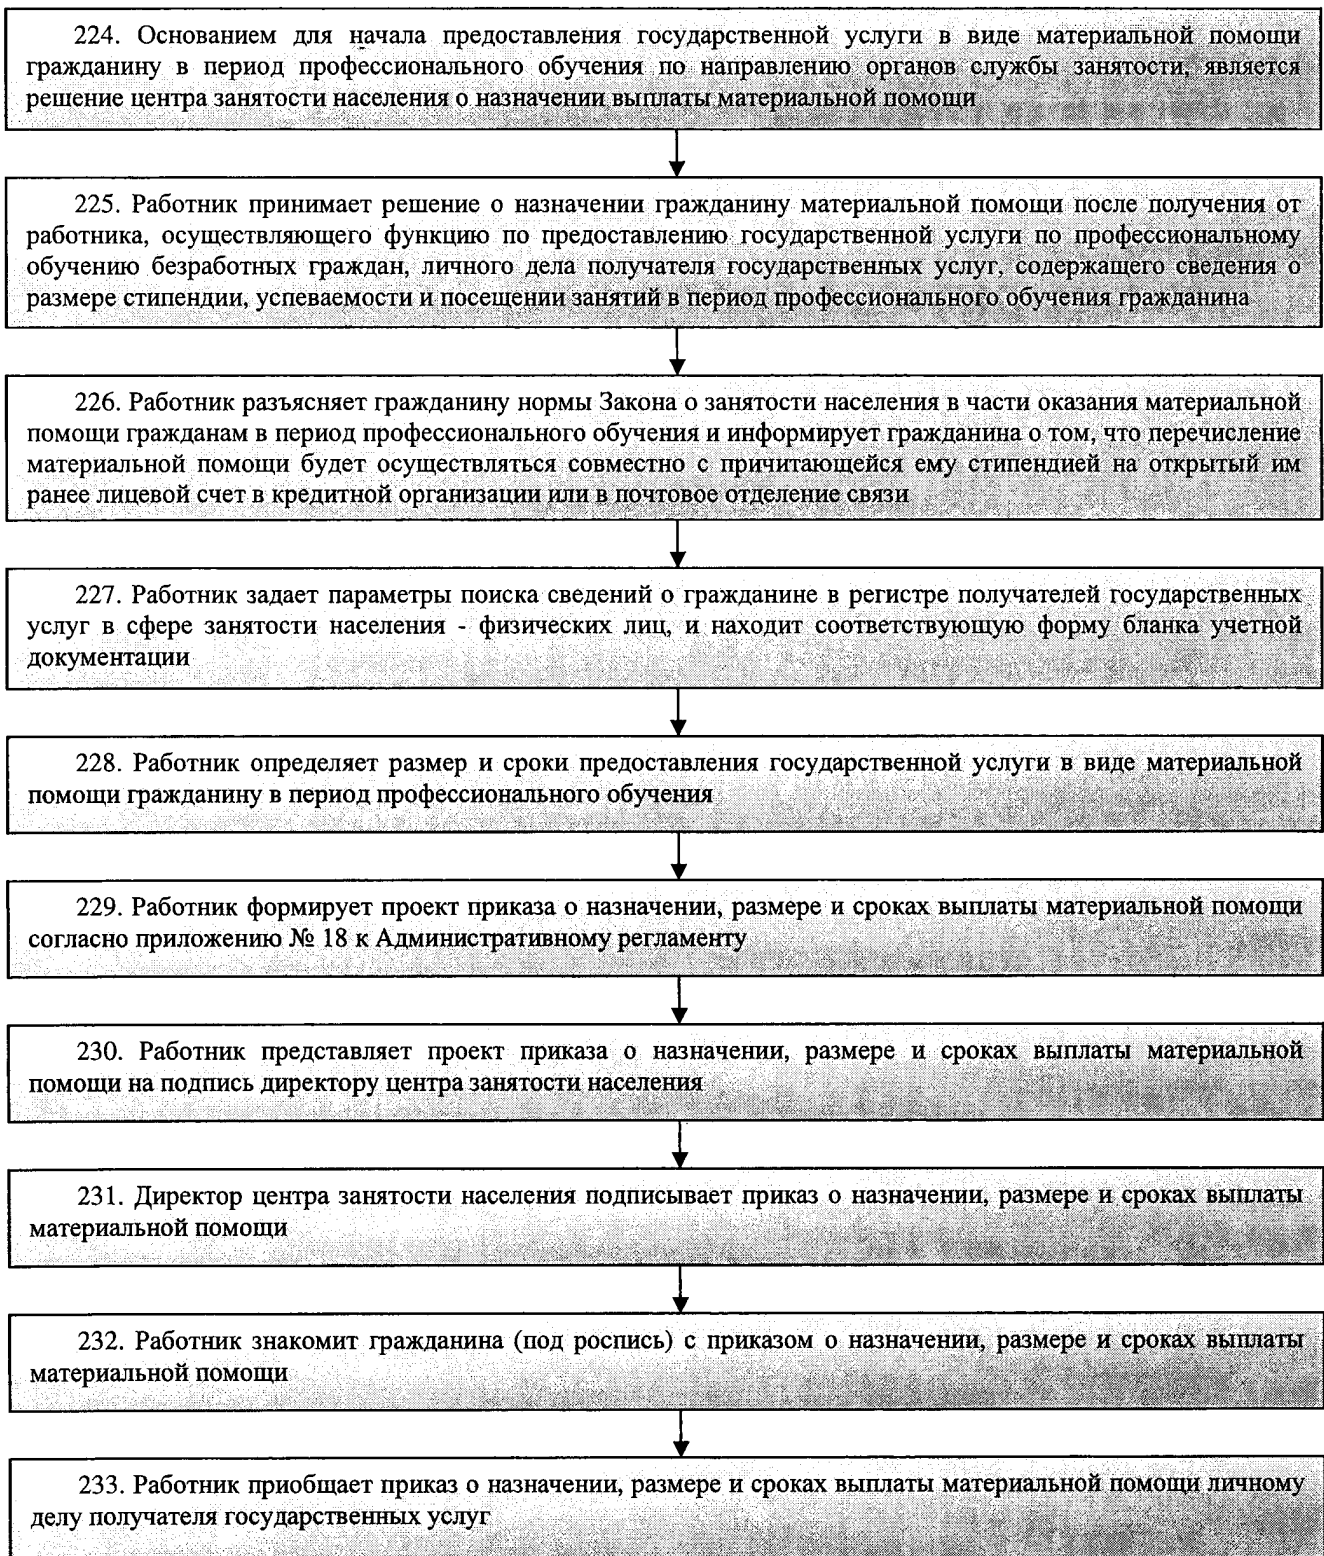 224. Основанием для начала предоставления государственной услуги в виде материальной помощи
гражданину в период профессионального обучения по направлению органов службы занятости, является
решение центра занятости населения о назначении выплаты материальной помощи
225. Работник принимает решение о назначении гражданину материальной помощи после получения от
работника, осуществляющего функцию по предоставлению государственной услуги по профессиональному
обучению безработных граждан, личного дела получателя государственных услуг, содержащего сведения о
размере стипендии, успеваемости и посещении занятий в период профессионального обучения гражданина
226. Работник разъясняет гражданину нормы Закона о занятости населения в части оказания материальной
помощи гражданам в период профессионального обучения и информирует гражданина о том, что перечисление
материальной помощи будет осуществляться совместно с причитающейся ему стипендией на открытый им
ранее лицевой счет в кредитной организации или в почтовое отделение связи
227. Работник задает параметры поиска сведений о гражданине в регистре получателей государственных
услуг в сфере занятости населения - физических лиц, и находит соответствующую форму бланка учетной
документации
228. Работник определяет размер и сроки предоставления государственной услуги в виде материальной
помощи гражданину в период профессионального обучения
229. Работник формирует проект приказа о назначении, размере и сроках выплаты материальной помощи
согласно приложению № 18 к Административному регламенту
230. Работник представляет проект приказа о назначении, размере и сроках выплаты материальной
помощи на подпись директору центра занятости населения
231. Директор центра занятости населения подписывает приказ о назначении, размере и сроках выплаты
материальной помощи
232. Работник знакомит гражданина (под роспись) с приказом о назначении, размере и сроках выплаты
материальной помощи
233. Работник приобщает приказ о назначении, размере и сроках выплаты материальной помощи личному
делу получателя государственных услуг